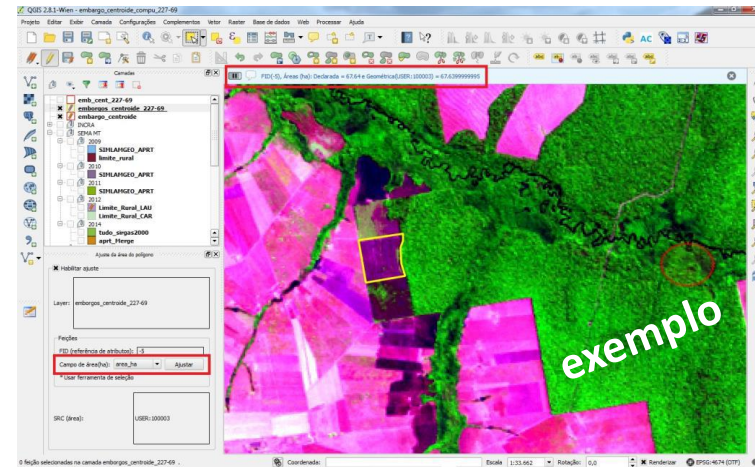 QGIS 2.8.1-Wien - embargo_centroide_compu_227-69
Projeto Editar Exibir Camada Configurações Complementos Vetor Raster Base de dados Web Processar Ajuda
Camadas
FID(-5), Áreas (ha): Declarada = 67.64 e Geométrica(USER:100003) = 67.6399999995
emb_cent_227-69
emborgos_centroide_227-69
embargo_centroide
INCRA
SEMA MT
2009
SIMLAMGEO_APRT
limite_rural
2010
SIMLAMGEO_APRT
2011
SIMLAMGEO_APRT
2012
Limite_Rural_LAU
Limite_Rural_CAR
2014
tudo_sirgas2000
aprt_Merge
Ajuste da área do polígono
Habilitar ajuste
Layer: emborgos_centroide_227-69
Feições
FID (referência de atributos): -5
Campo de área(ha): area_ha Ajustar
* Usar ferramenta de seleção
SRC (área): USER:100003
exemplo
0 feição selecionadas na camada emborgos_centroide_227-69 .
Coordenada: Escala 1:33.662 Rotação: 0,0 Renderizar EPSG:4674 (OTF)